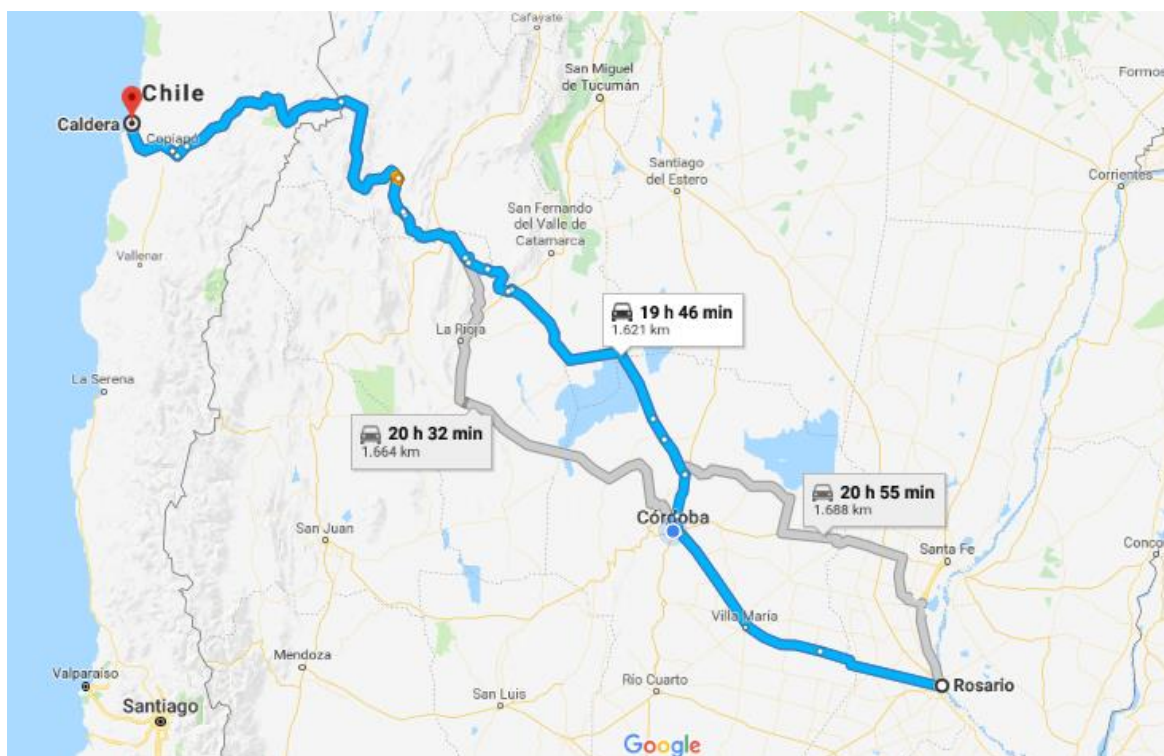 Cafayate
San Miguel
de Tucumán
Formos
Chile
Caldera
Copiapó
Santiago
del Estero
Corrientes
San Fernando
del Valle de
Catamarca
Vallenar
19 h 46 min
1.621 km
La Rioja
La Serena
20 h 32 min
1.664 km
20 h 55 min
1.688 km
Córdoba
San Juan
Santa Fe
Conco
Villa María
Mendoza
Valparaíso
Río Cuarto
Rosario
San Luis
Santiago
Google